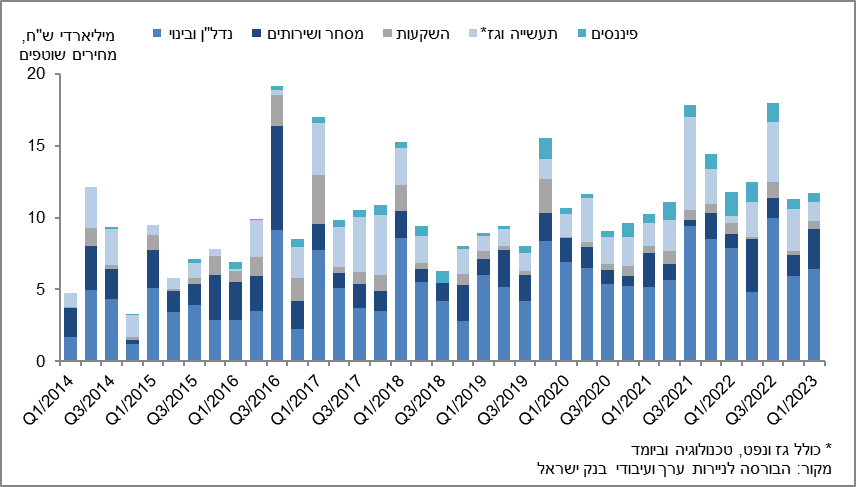 מיליארדי ש"ח,
מחירים שוטפים
נדל"ן ובינוי מסחר ושירותים השקעות תעשייה וגז* פיננסים
20
15
10
5
0
Q1/2014 Q3/2014 Q1/2015 Q3/2015 Q1/2016 Q3/2016 Q1/2017 Q3/2017 Q1/2018 Q3/2018 Q1/2019 Q3/2019 Q1/2020 Q3/2020 Q1/2021 Q3/2021 Q1/2022 Q3/2022 Q1/2023
* כולל גז ונפט, טכנולוגיה וביומד
מקור: הבורסה לניירות ערך ועיבודי בנק ישראל